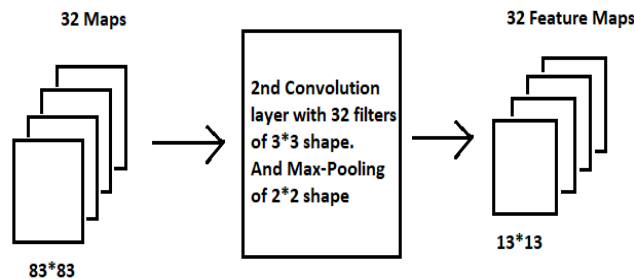 32 Maps
32 Feature Maps
2nd Convolution
layer with 32 filters
of 3*3 shape.
And Max-Pooling
of 2*2 shape
83*83
13*13